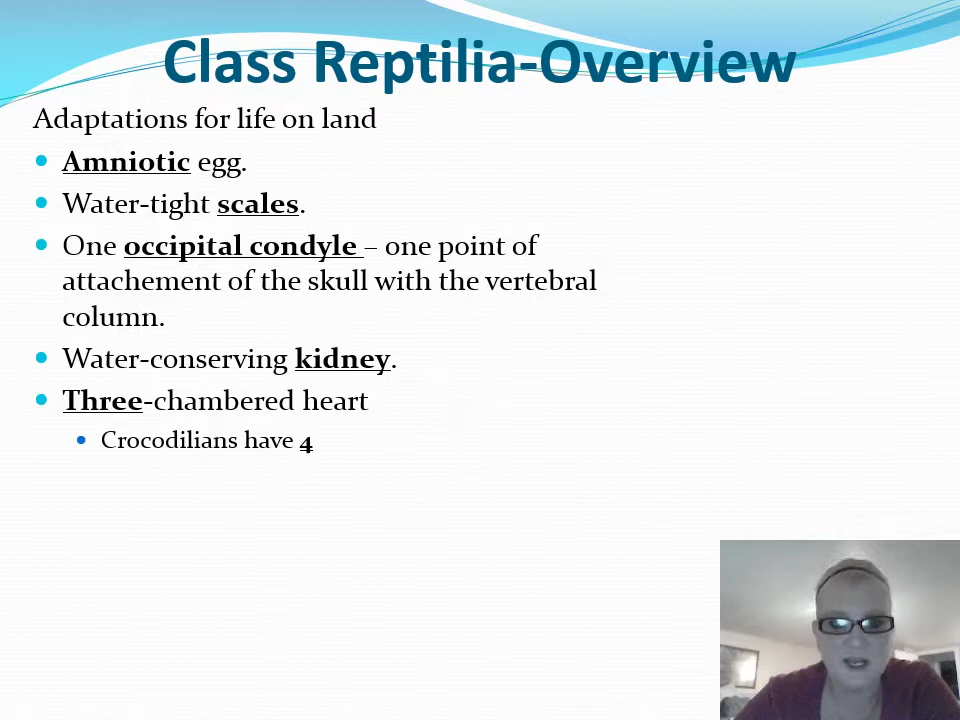 Class Reptilia-Overview
Adaptations for life on land
Amniotic egg.
Water-tight scales.
One occipital condyle – one point of
attachement of the skull with the vertebral
column.
Water-conserving kidney.
Three-chambered heart
Crocodilians have 4